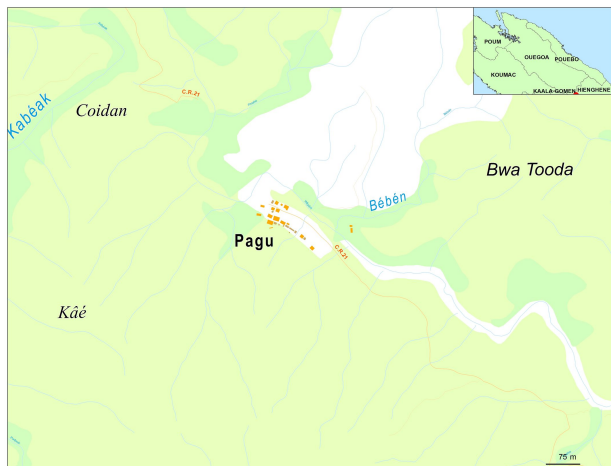 POUM
OUEGOA
POUEBO
KOUMAC
KAALA-GOMEN
HIENGHENE
Kabéak
C.R.21
Coidan
Bwa Tooda
Bébén
Pagu
C.R.21
Kâé
75 m